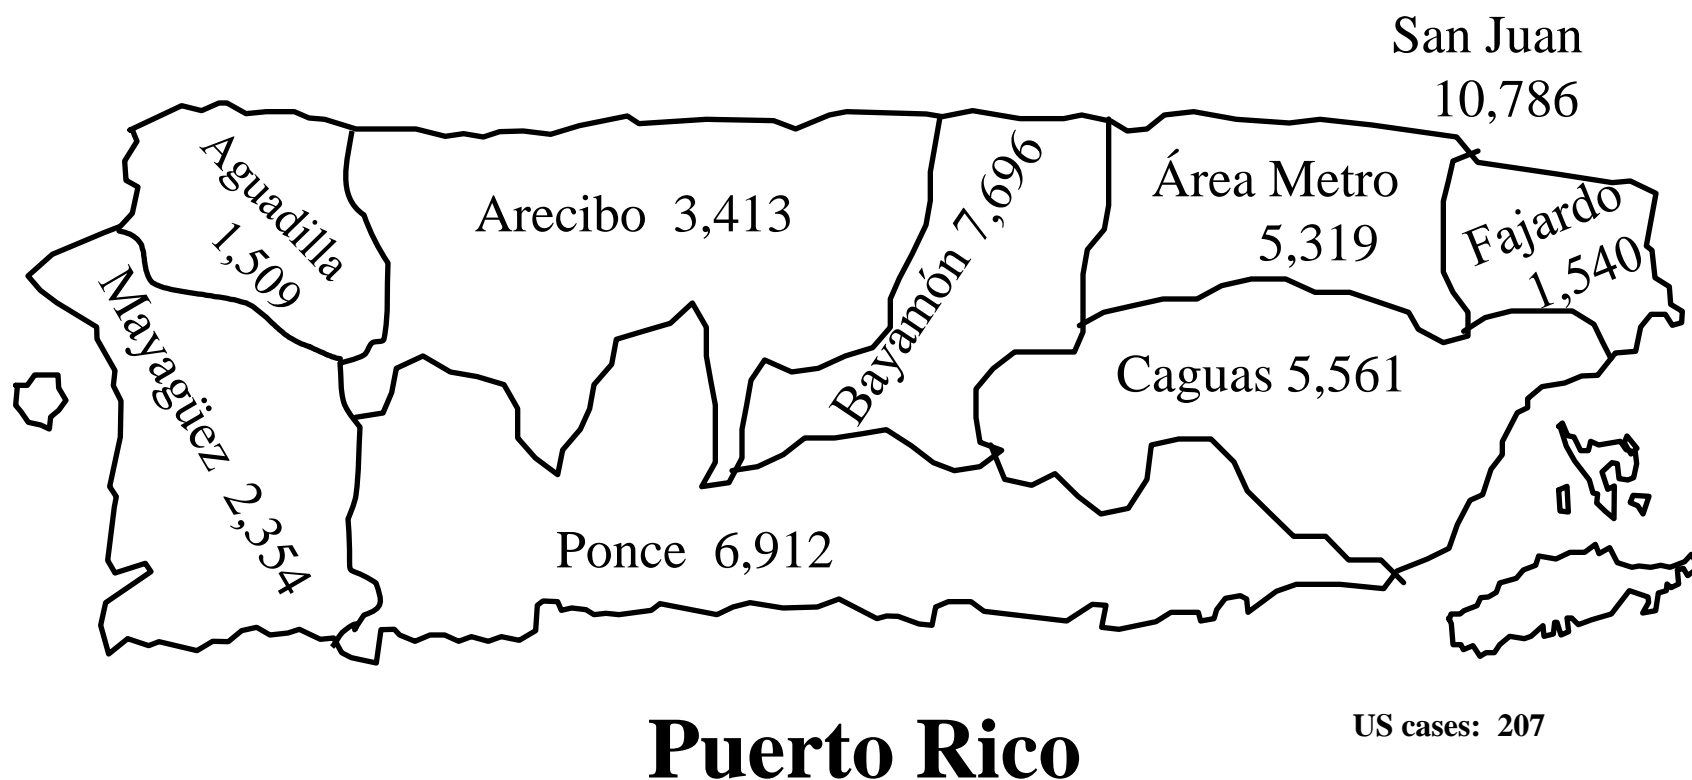 San Juan
10,786
Aguadilla
1,509
Arecibo 3,413
Bayamón 7,696
Área Metro
5,319
Fajardo
1,540
Mayagüez 2,354
Caguas 5,561
Ponce 6,912
Puerto Rico
US cases: 207